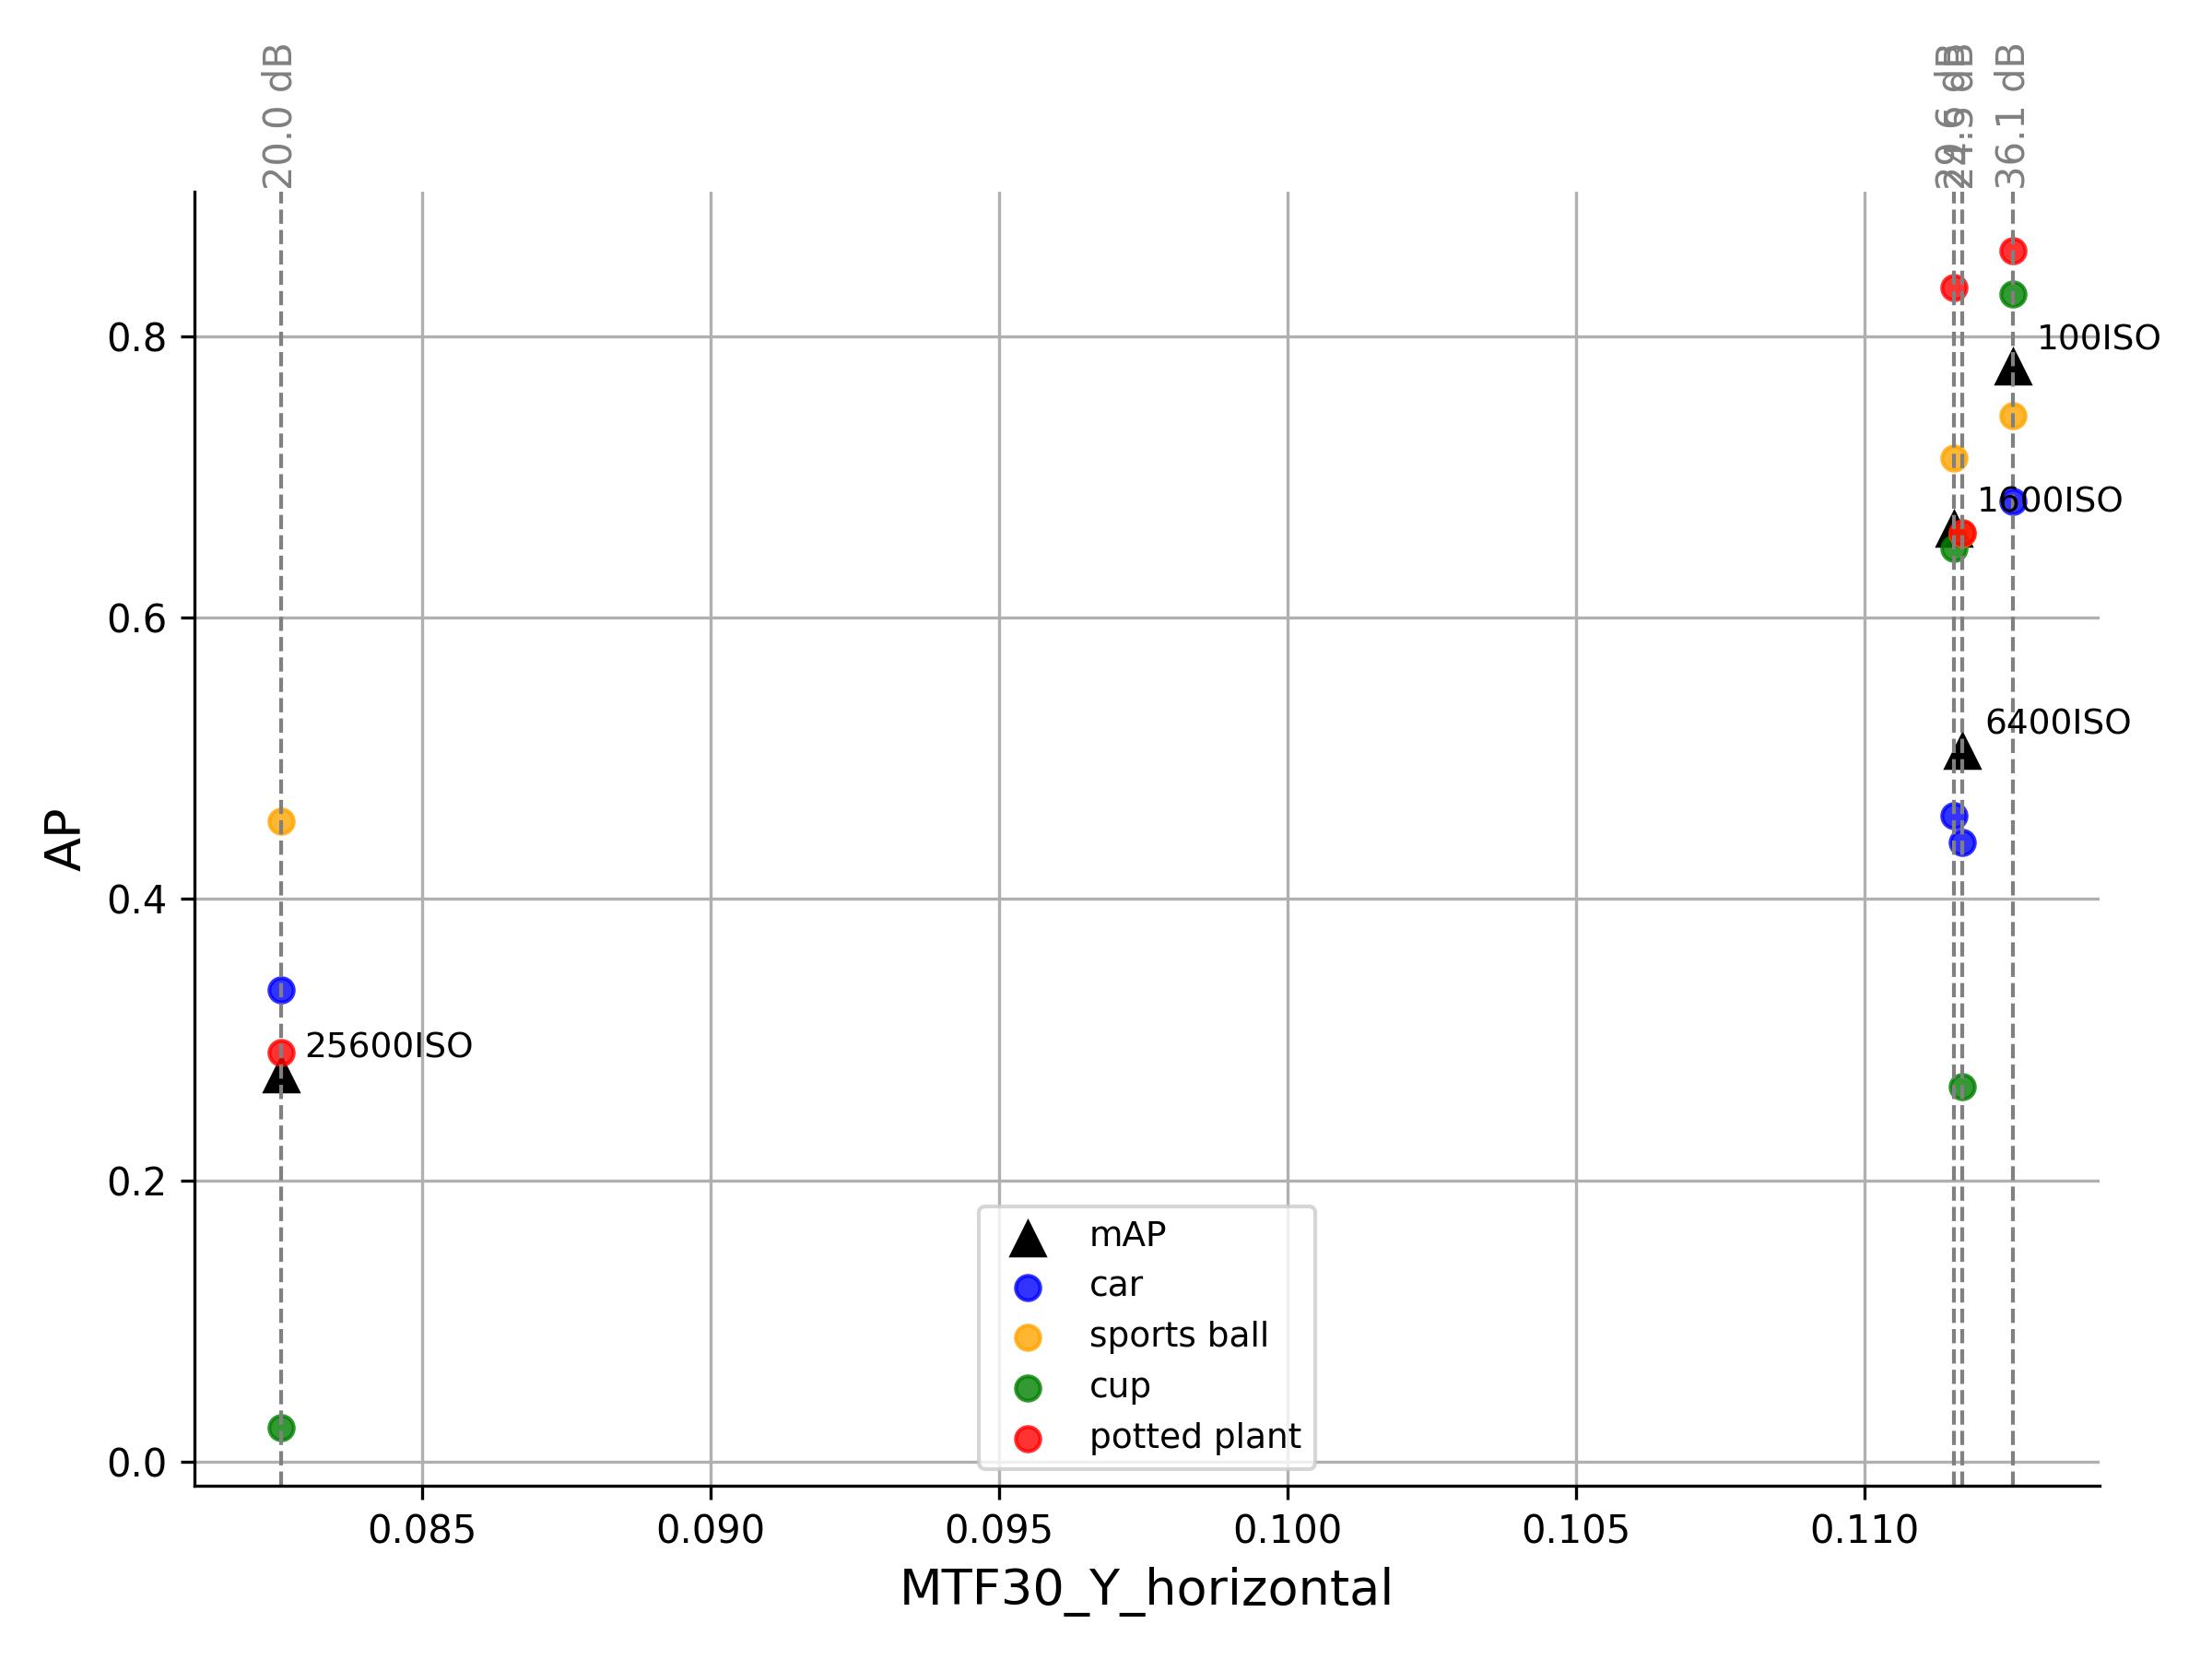 20.0 dB
36.1 dB
0.8
0.6
0.4
0.2
0.0
AP
100ISO
1600ISO
6400ISO
25600ISO
mAP
car
sports ball
cup
potted plant
0.085
0.090
0.095
0.100
0.105
0.110
MTF30_Y_horizontal